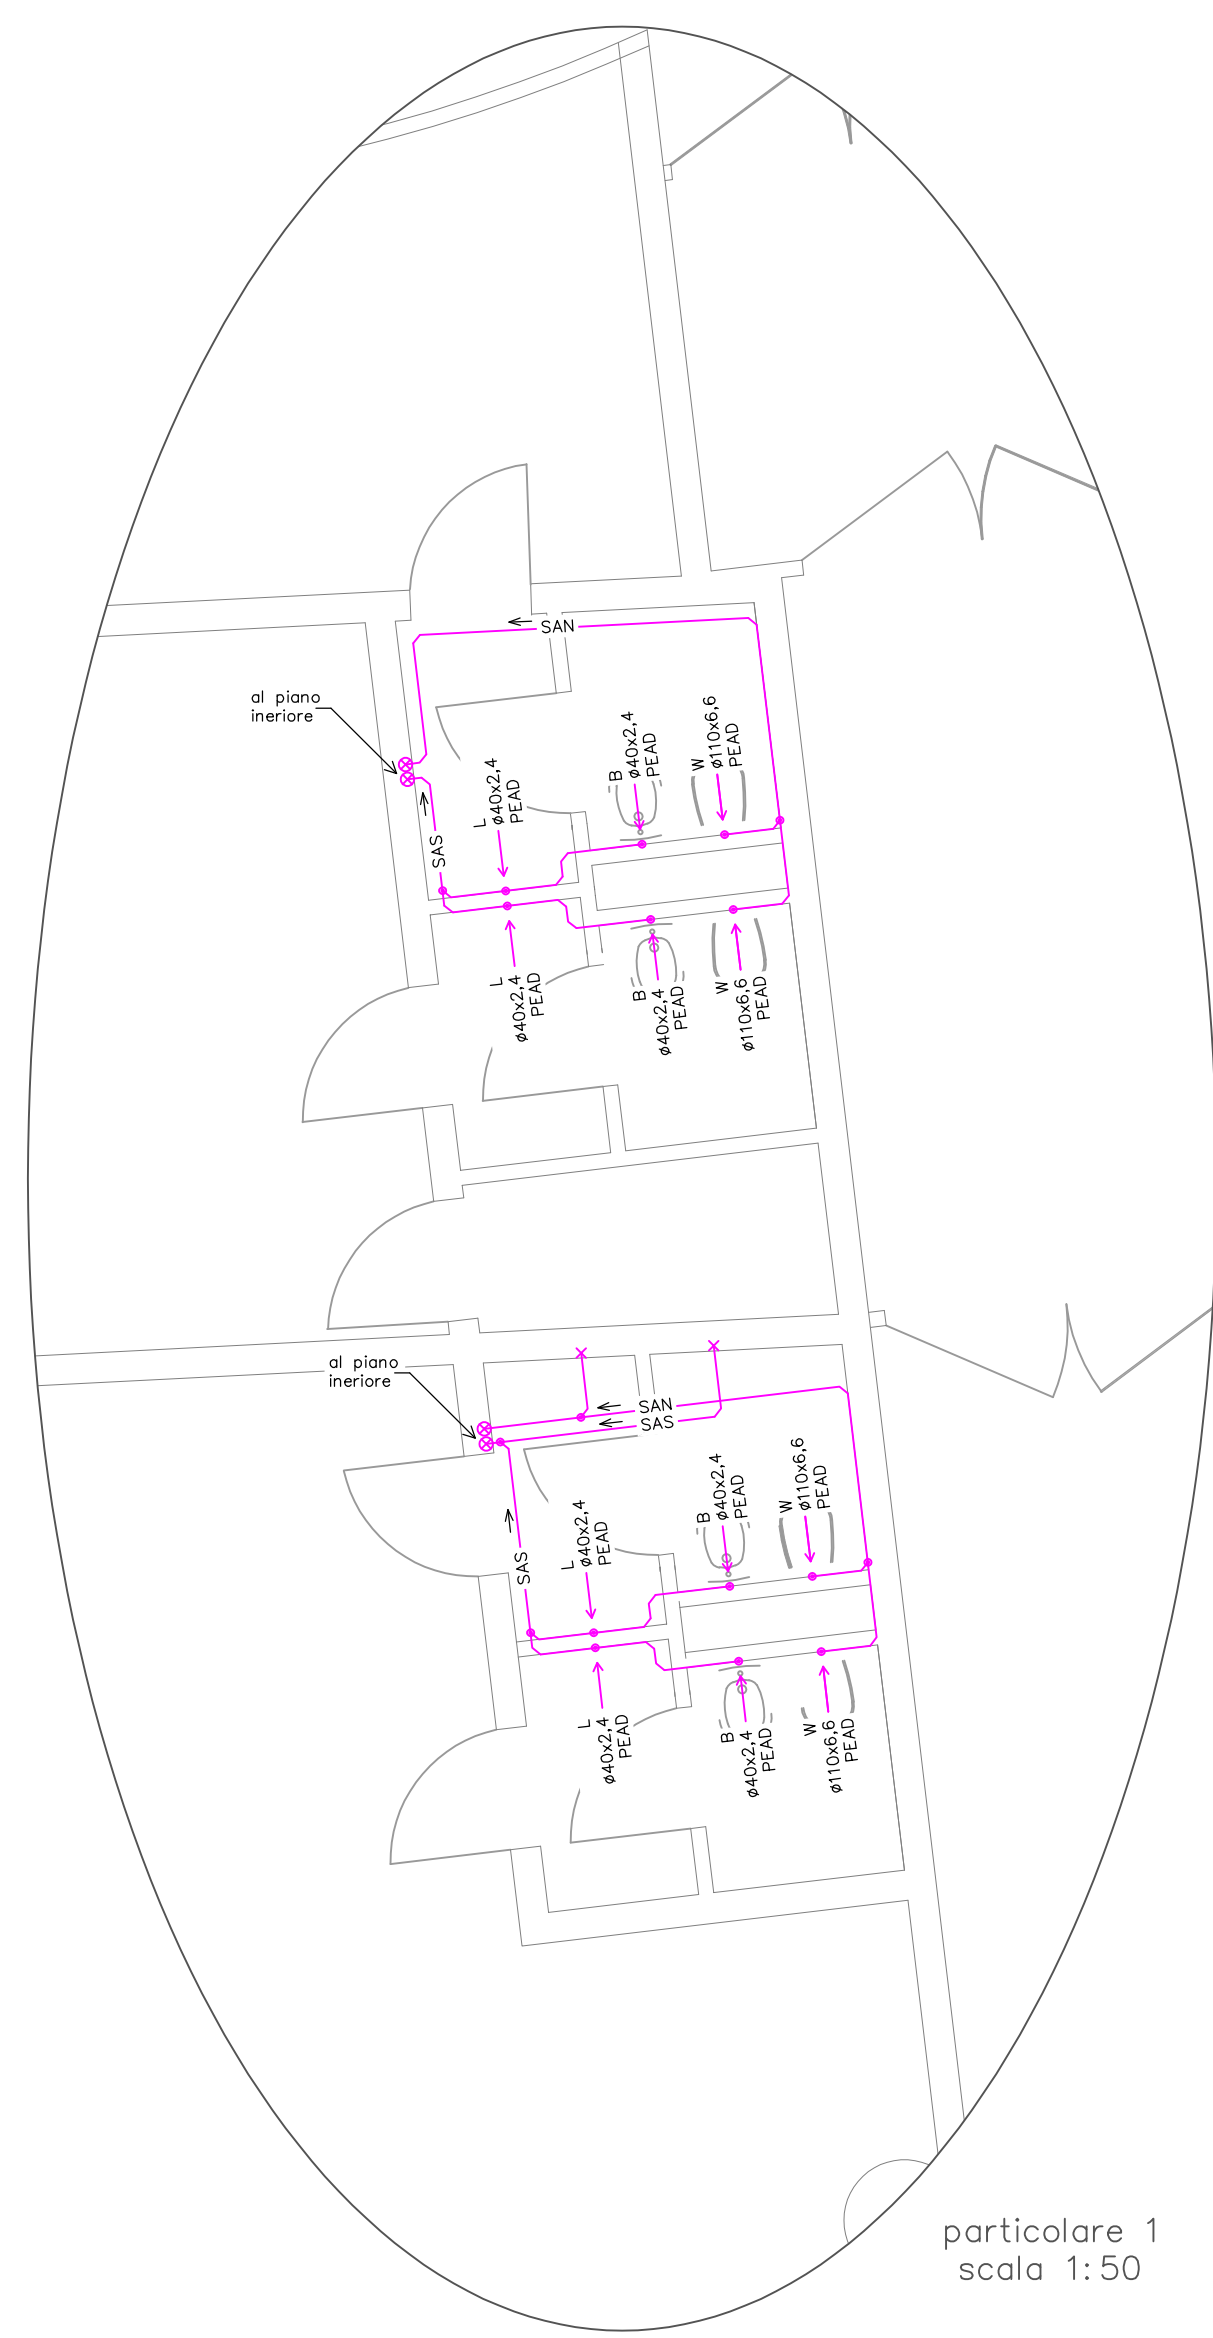 SAN
al piano
ineriore
L
ø40x2,4
PEAD
B
ø40x2,4
PEAD
W
ø110x6,6
PEAD
SAS
L
ø40x2,4
PEAD
B
ø40x2,4
PEAD
W
ø110x6,6
PEAD
al piano
ineriore
SAN
SAS
L
ø40x2,4
PEAD
B
ø40x2,4
PEAD
W
ø110x6,6
PEAD
SAS
L
ø40x2,4
PEAD
B
ø40x2,4
PEAD
W
ø110x6,6
PEAD
particolare 1
scala 1:50